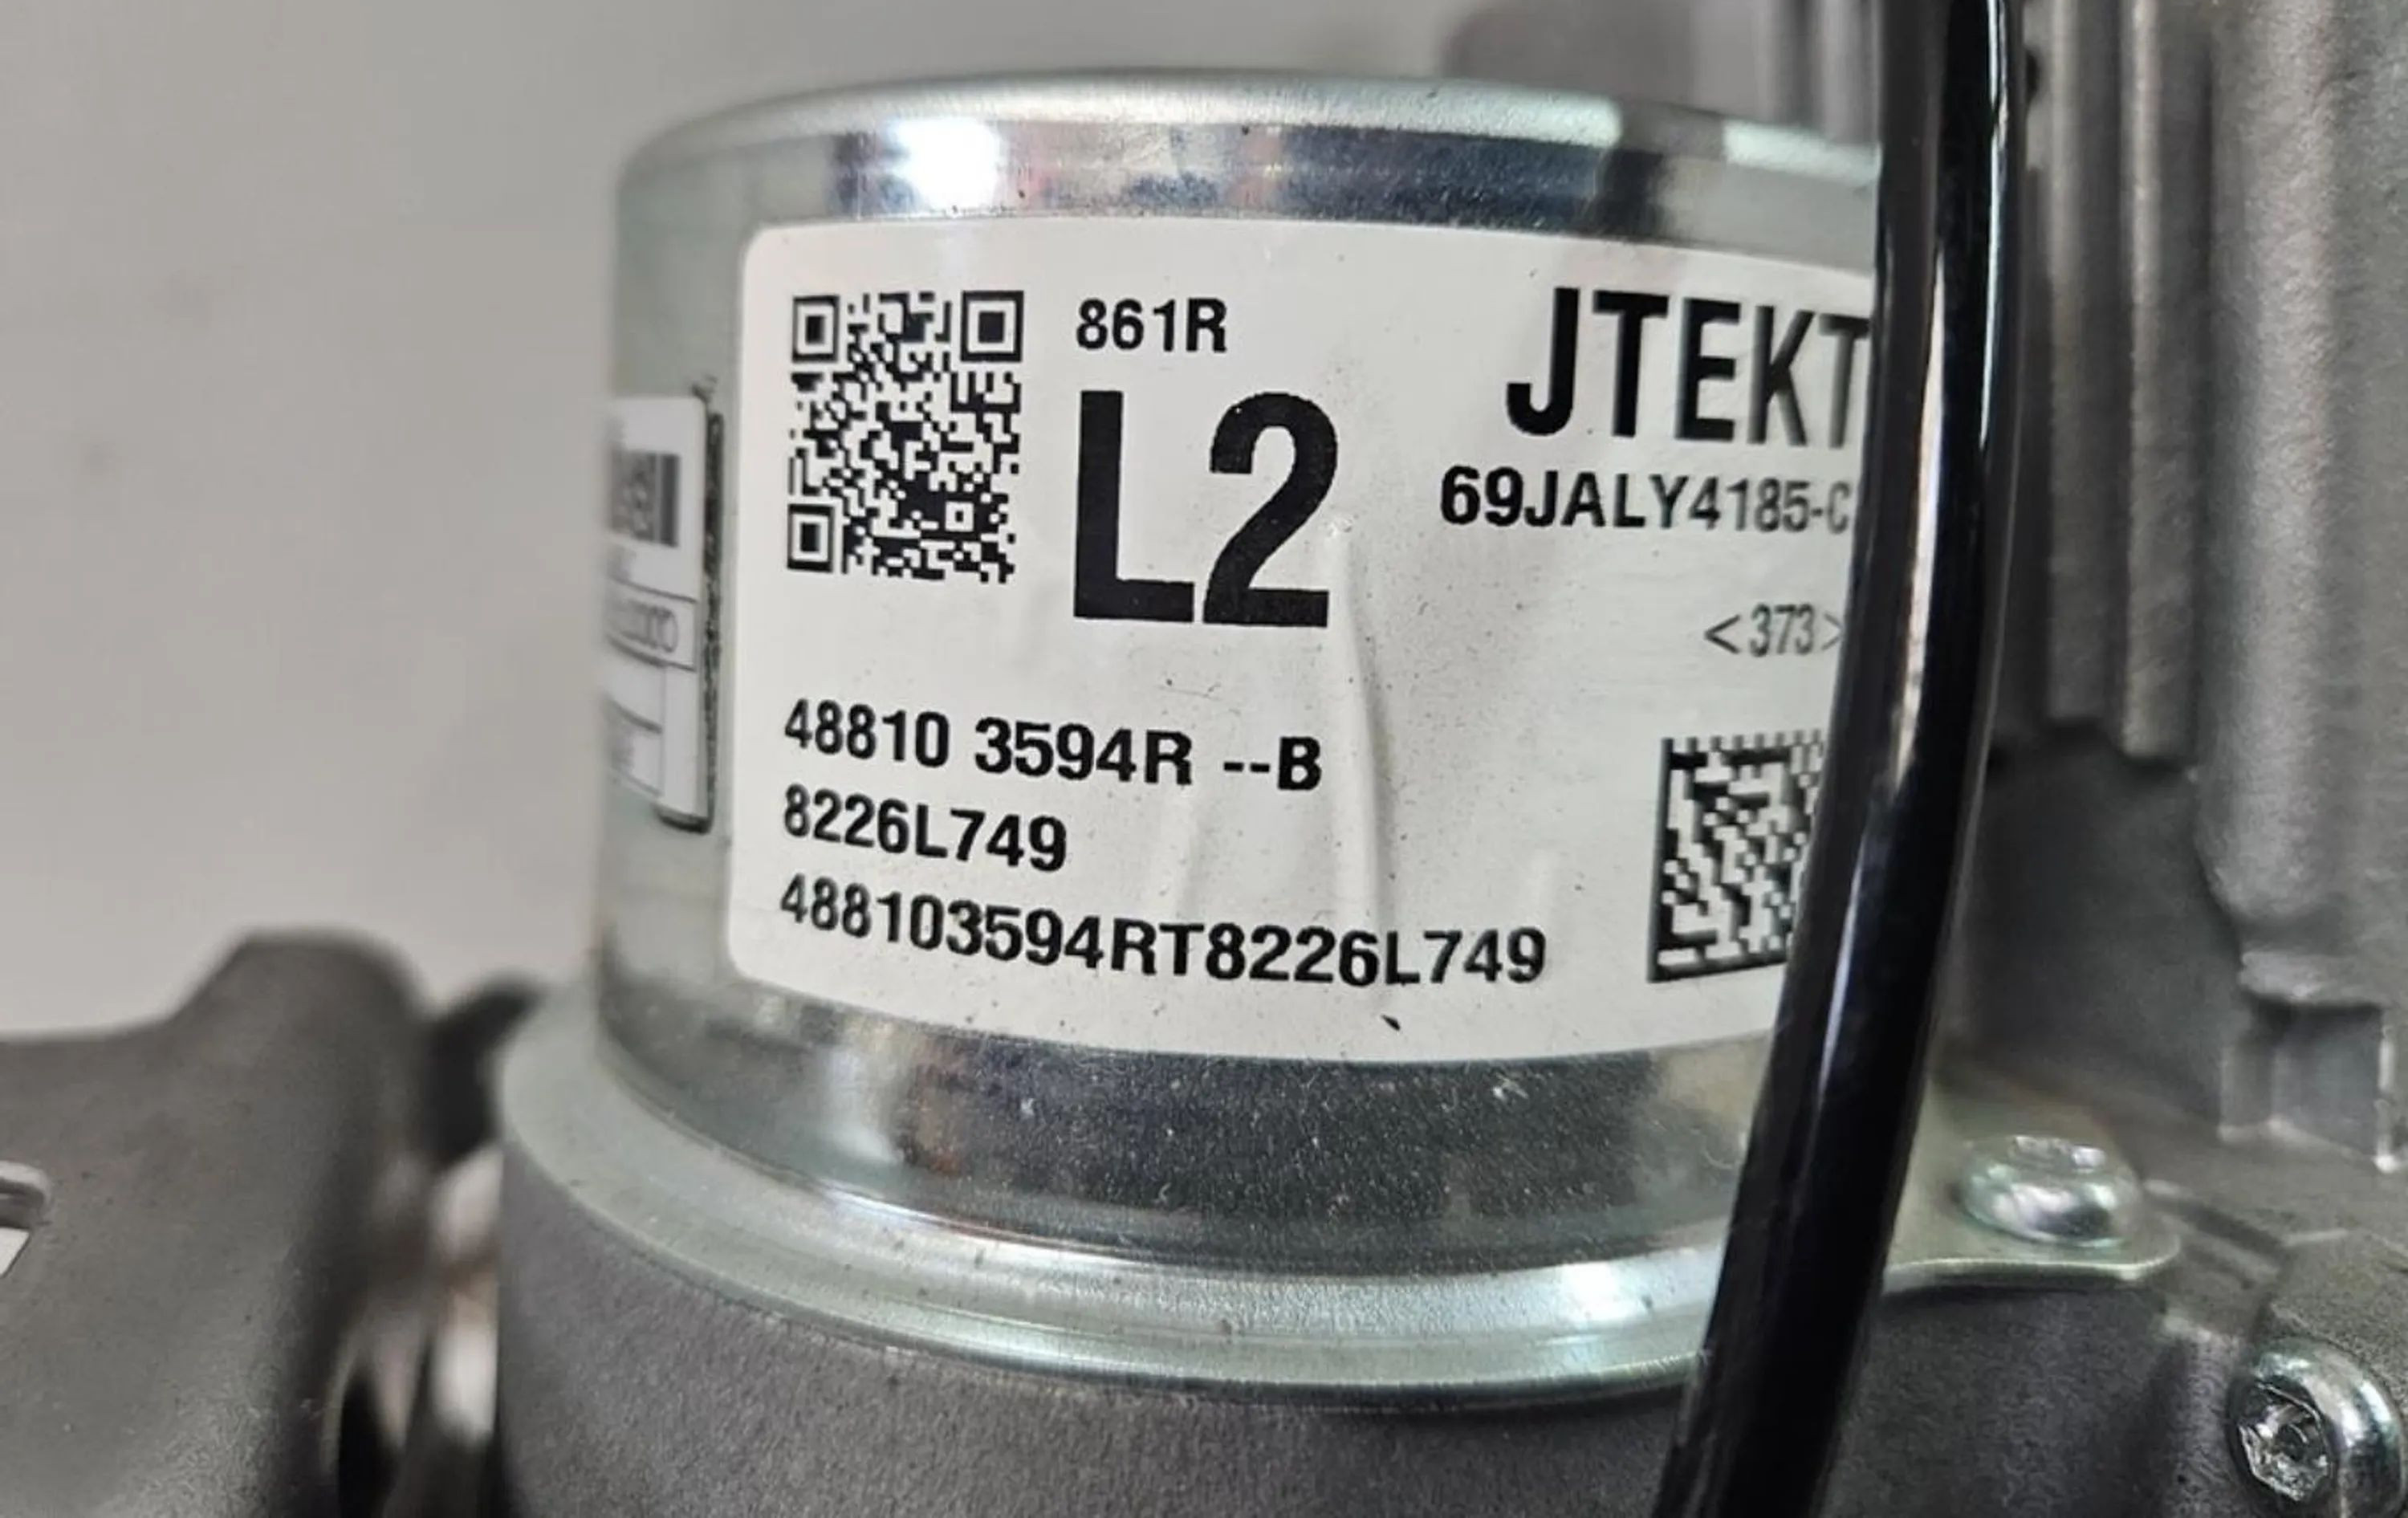 861R
L2
JTEKT
69JALY4185-C
<373>
48810 3594R --B
8226L749
488103594RT8226L749